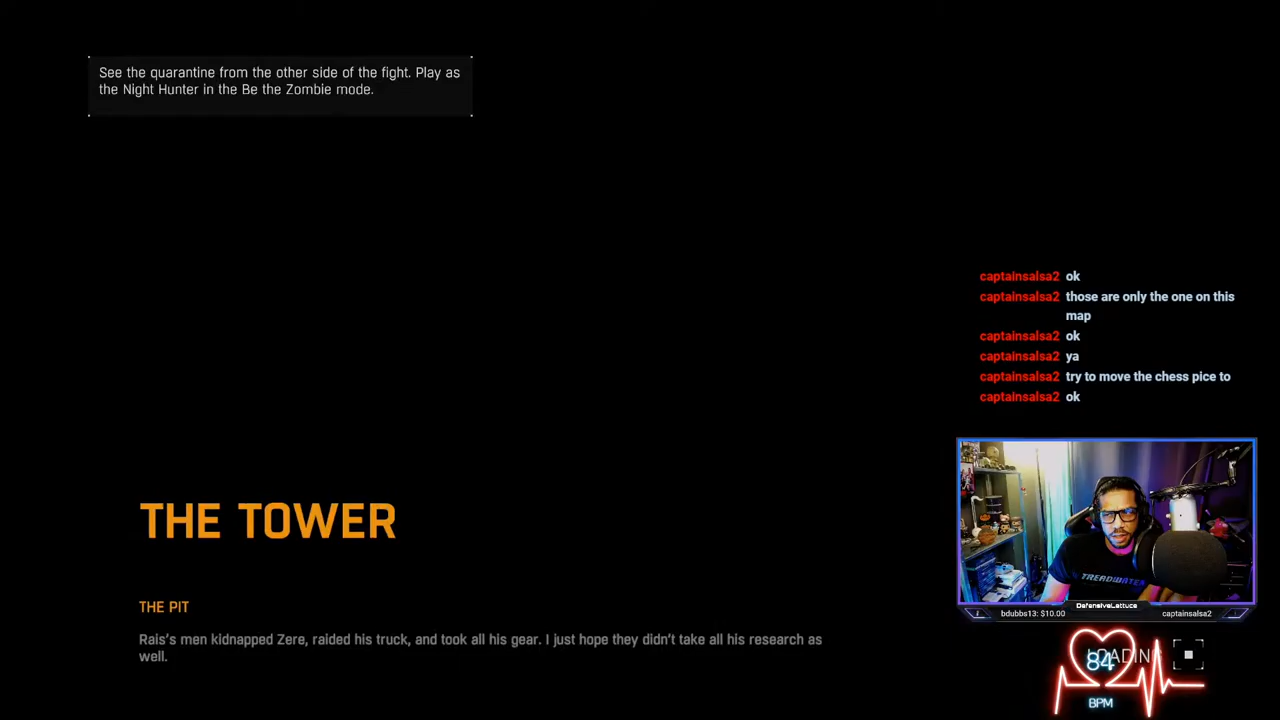 See the quarantine from the other side of the fight. Play as
the Night Hunter in the Be the Zombie mode.
captainsalsa2 ok
captainsalsa2 those are only the one on this
map
captainsalsa2 ok
captainsalsa2 ya
captainsalsa2 try to move the chess pice to
captainsalsa2 ok
THE TOWER
THE PIT
Rais's men kidnapped Zere, raided his truck, and took all his gear. I just hope they didn't take all his research as
well.
TREADWATER
DefensiveLettuce
bdubbs13: $10.00
captainsalsa2
LOADING
84
BPM